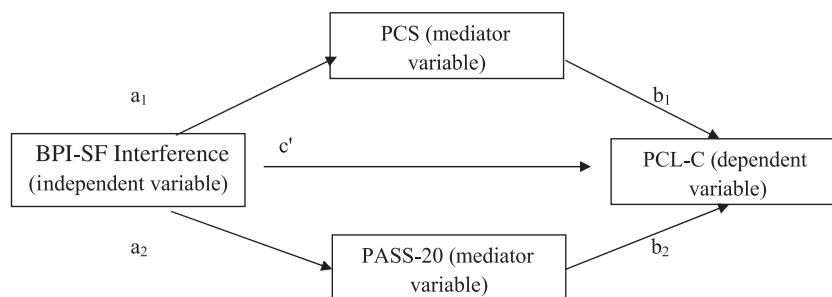 PCS (mediator
variable)
a₁
b₁
BPI-SF Interference
(independent variable)
c'
PCL-C (dependent
variable)
a₂
PASS-20 (mediator
variable)
b₂